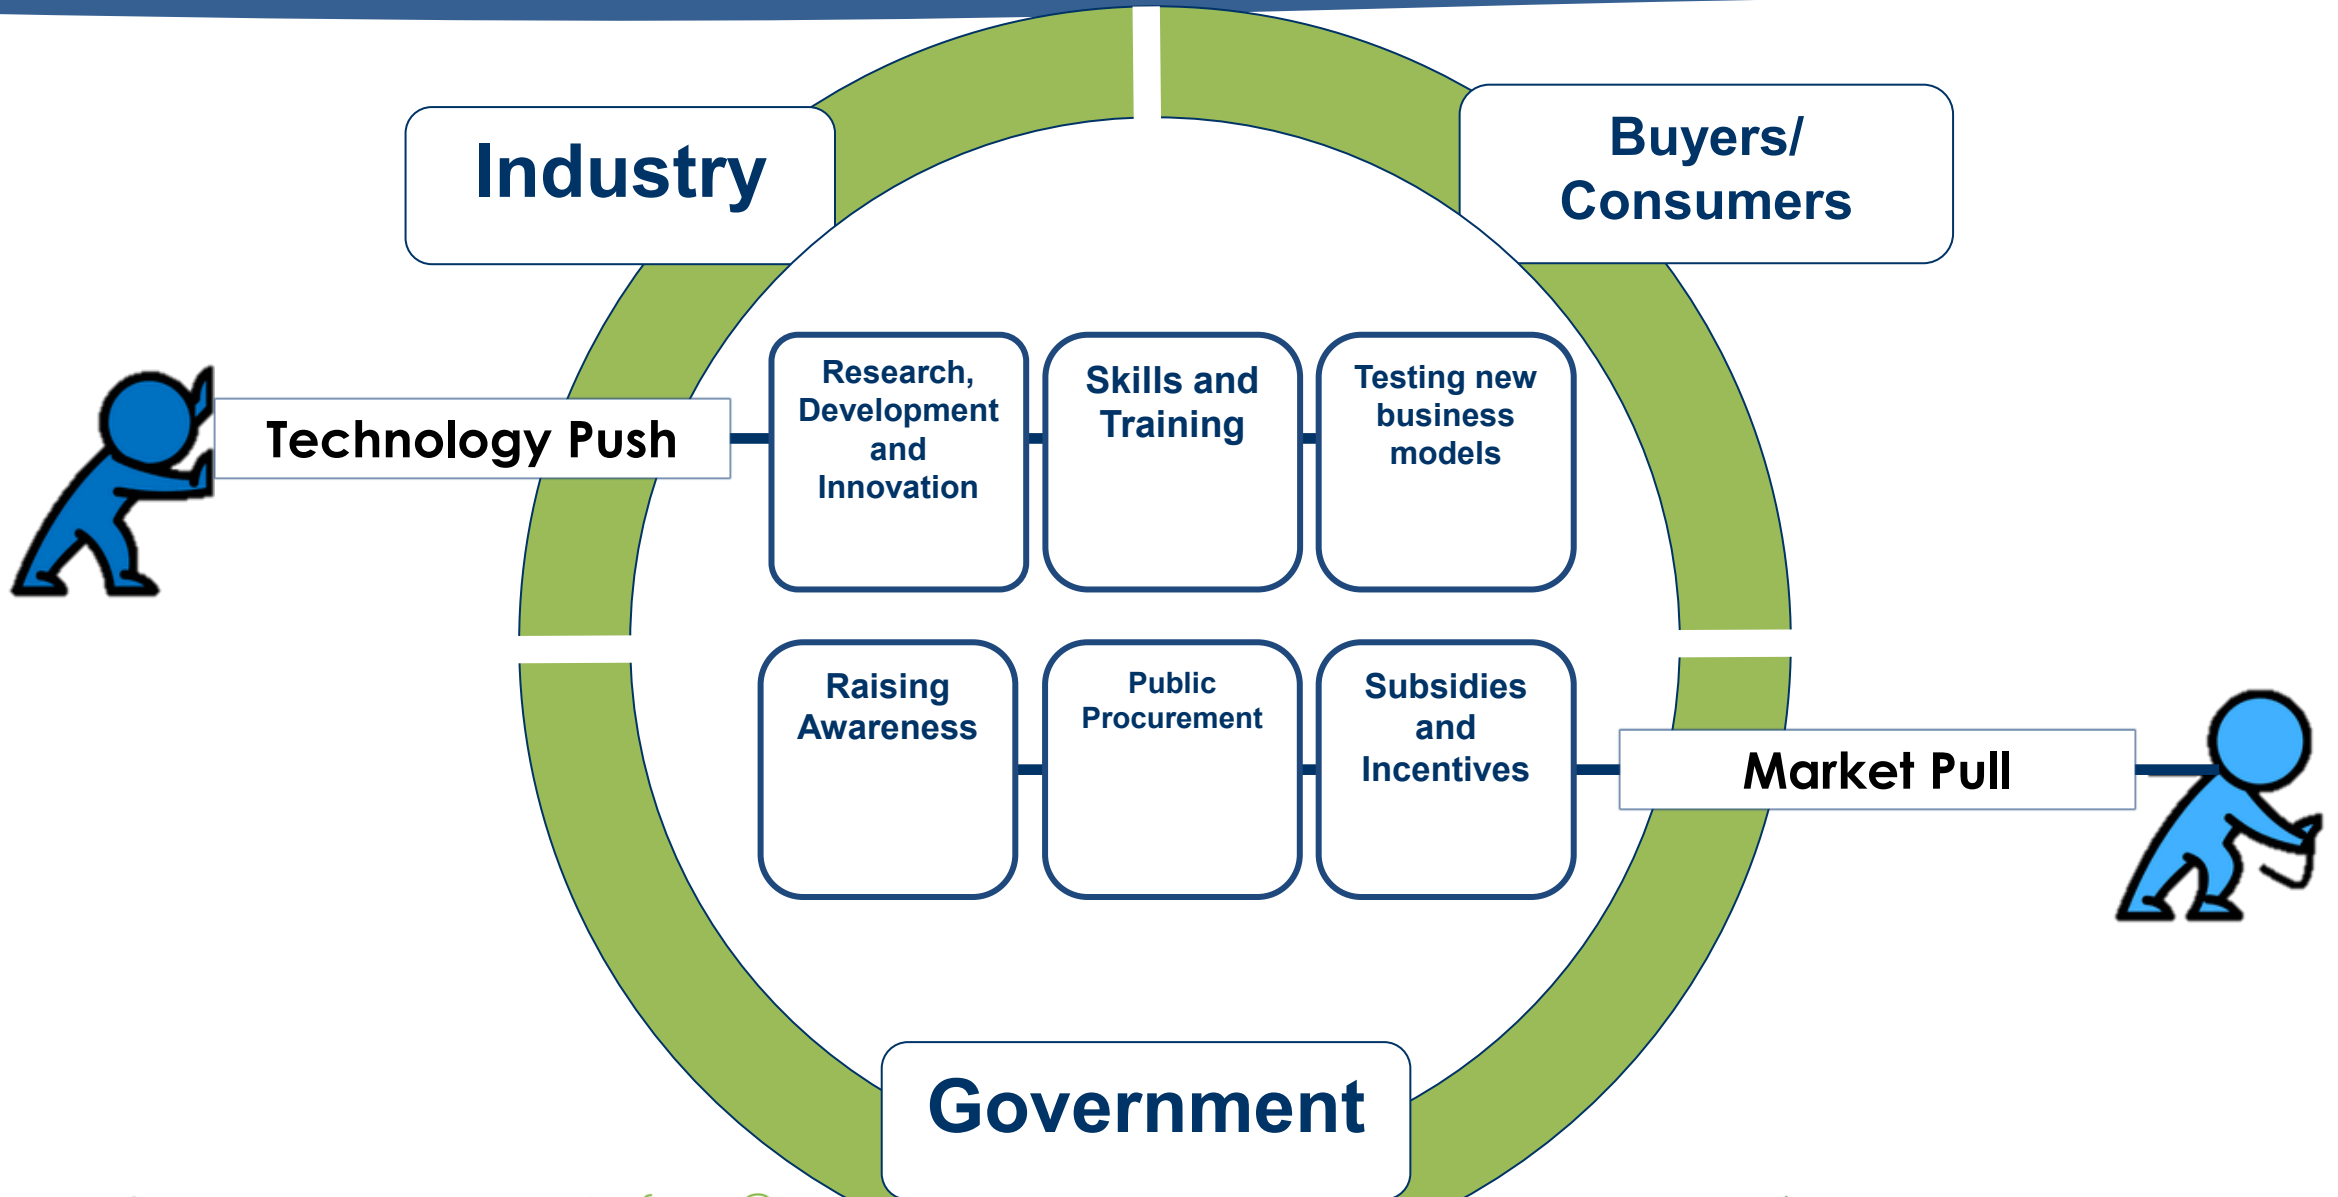 Industry
Buyers/
Consumers
Technology Push
Research,
Development
and
Innovation
Skills and
Training
Testing new
business
models
Raising
Awareness
Public
Procurement
Subsidies
and
Incentives
Market Pull
Government